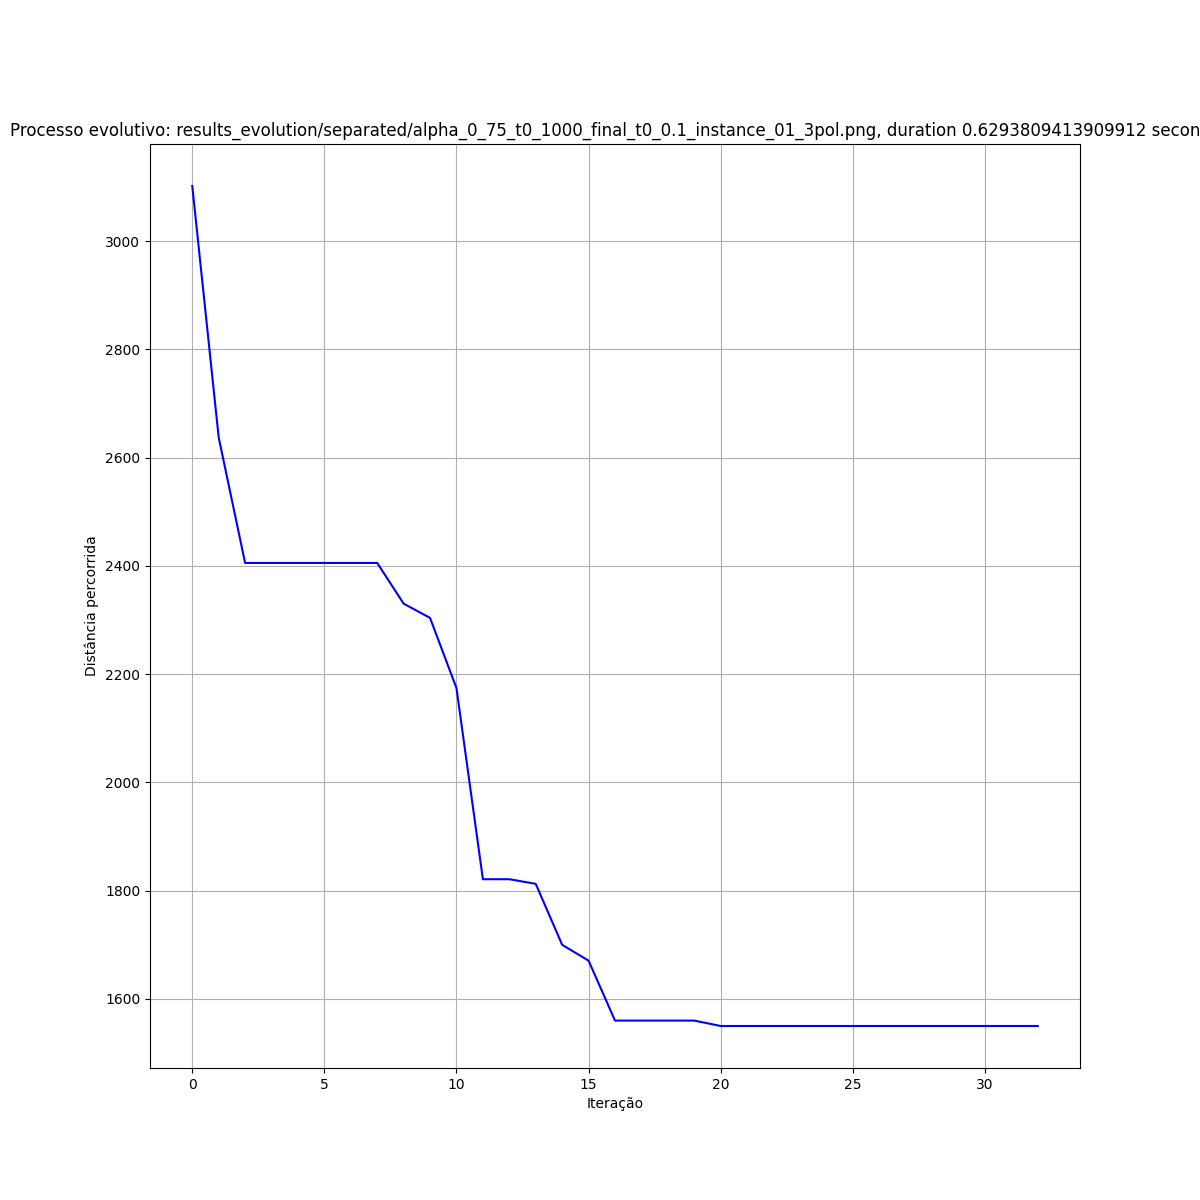 Processo evolutivo: results_evolution/separated/alpha_0_75_t0_1000_final_t0_0.1_instance_01_3pol.png, duration 0.6293809413909912 secon
3000
2800
2600
2400
2200
2000
1800
1600
Distância percorrida
0 5 10 15 20 25 30
Iteração